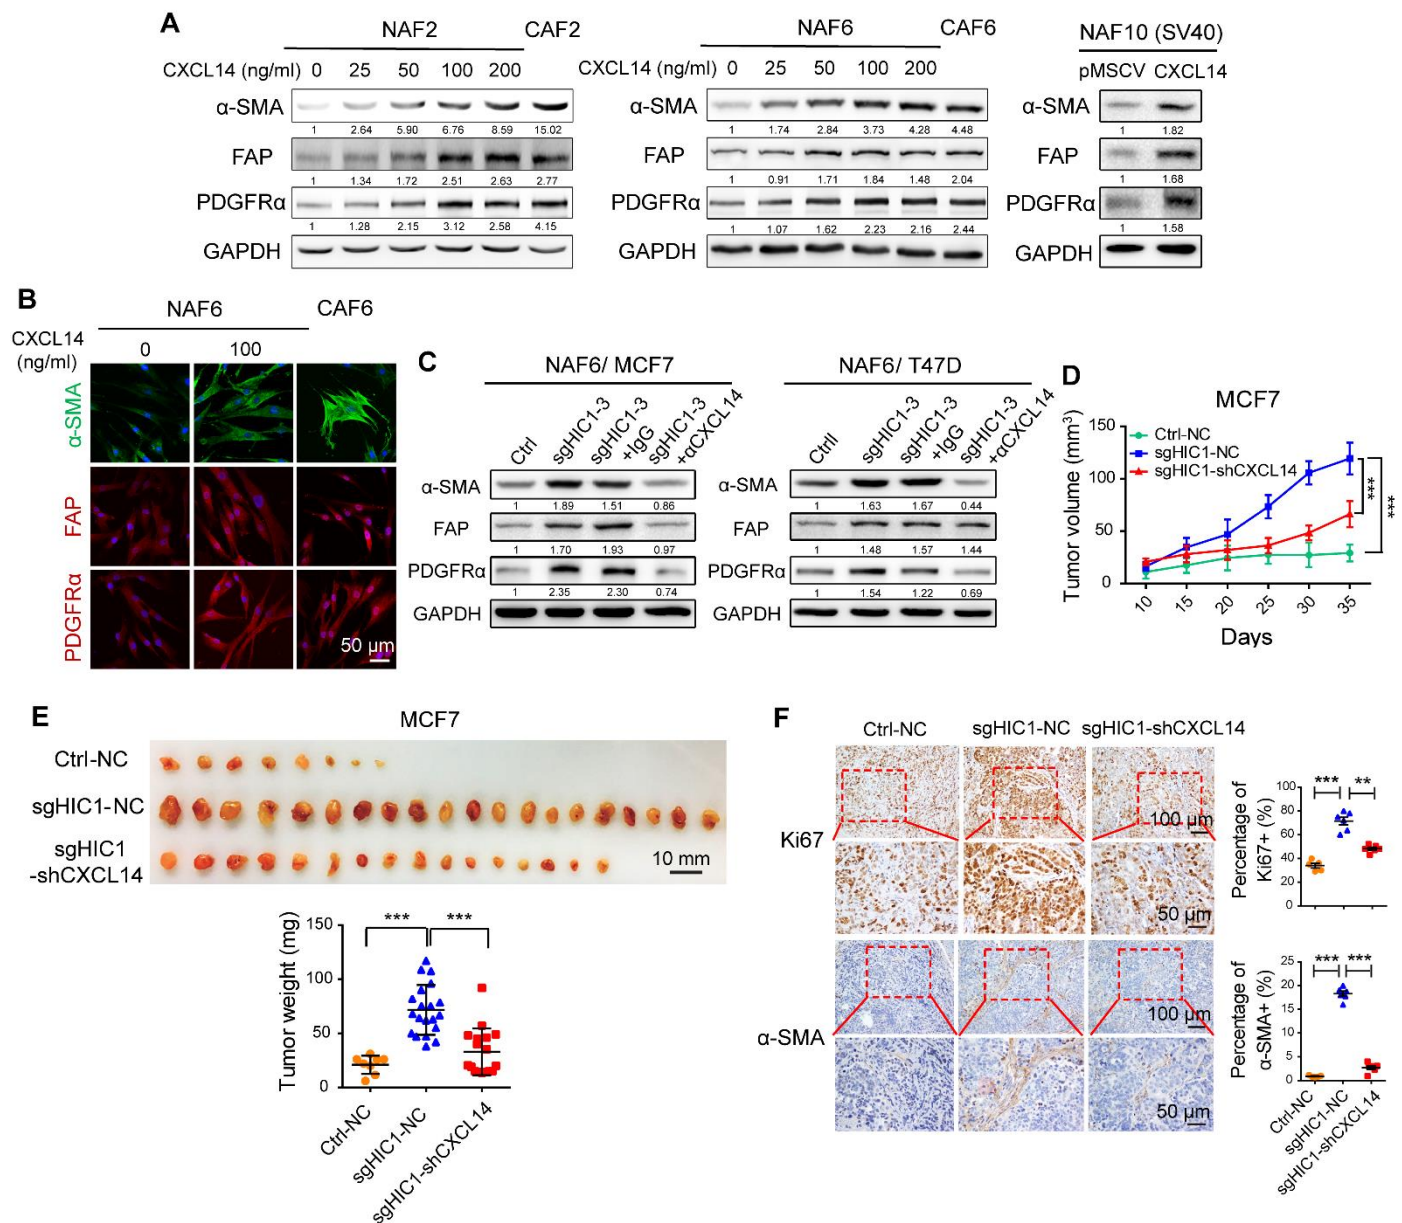 A
NAF2 CAF2
CXCL14 (ng/ml) 0 25 50 100 200
α-SMA
1 2.64 5.90 6.76 8.59 15.02
FAP
1 1.34 1.72 2.51 2.63 2.77
PDGFRα
1 1.28 2.15 3.12 2.58 4.15
GAPDH
NAF6 CAF6
CXCL14 (ng/ml) 0 25 50 100 200
α-SMA
1 1.74 2.84 3.73 4.28 4.48
FAP
1 0.91 1.71 1.84 1.48 2.04
PDGFRα
1 1.07 1.62 2.23 2.16 2.44
GAPDH
NAF10 (SV40)
pMSCV CXCL14
α-SMA
1 1.82
FAP
1 1.68
PDGFRα
1 1.58
GAPDH
B
NAF6 CAF6
CXCL14
(ng/ml)
0 100
α-SMA
FAP
PDGFRα
50 µm
C
NAF6/ MCF7
Ctrl
sgHIC1-3
sgHIC1-3
+IgG
sgHIC1-3
+αCXCL14
α-SMA
1 1.89 1.51 0.86
FAP
1 1.70 1.93 0.97
PDGFRα
1 2.35 2.30 0.74
GAPDH
NAF6/ T47D
Ctrll
sgHIC1-3
sgHIC1-3
+IgG
sgHIC1-3
+αCXCL14
α-SMA
1 1.63 1.67 0.44
FAP
1 1.48 1.57 1.44
PDGFRα
1 1.54 1.22 0.69
GAPDH
D
MCF7
Tumor volume (mm³)
150
100
50
0
Ctrl-NC
sgHIC1-NC
sgHIC1-shCXCL14
***
***
10 15 20 25 30 35
Days
E
MCF7
Ctrl-NC
sgHIC1-NC
sgHIC1
-shCXCL14
10 mm
Tumor weight (mg)
150
100
50
0
*** ***
Ctrl-NC
sgHIC1-NC
sgHIC1-shCXCL14
F
Ctrl-NC sgHIC1-NC sgHIC1-shCXCL14
Ki67
100 µm
50 µm
α-SMA
100 µm
50 µm
Percentage of
Ki67+ (%)
100
80
60
40
20
0
*** **
Percentage of
α-SMA+ (%)
25
20
15
10
5
0
*** ***
Ctrl-NC
sgHIC1-NC
sgHIC1-shCXCL14